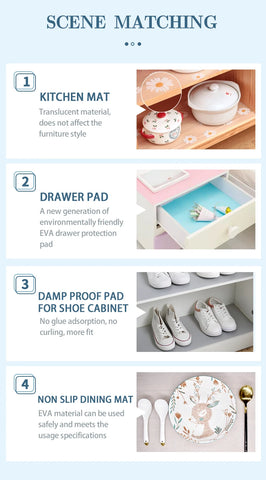 SCENE MATCHING
1
KITCHEN MAT
Translucent material,
does not affect the
furniture style
2
DRAWER PAD
A new generation of
environmentally friendly
EVA drawer protection
pad
3
DAMP PROOF PAD
FOR SHOE CABINET
No glue adsorption, no
curling, more fit
4
NON SLIP DINING MAT
EVA material can be used
safely and meets the
usage specifications